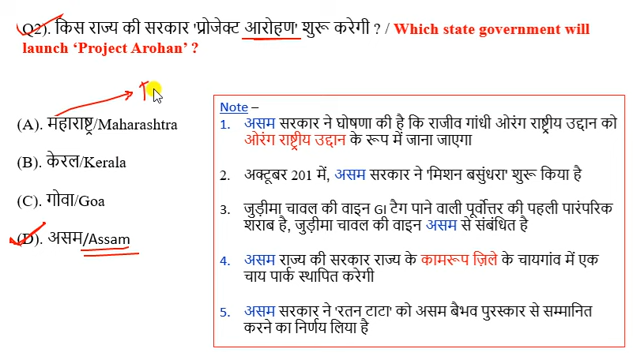 Q2). किस राज्य की सरकार 'प्रोजेक्ट आरोहण' शुरू करेगी ? / Which state government will
launch ‘Project Arohan’ ?
(A). महाराष्ट्र/Maharashtra
(B). केरल/Kerala
(C). गोवा/Goa
(D). असम/Assam
Note –
1. असम सरकार ने घोषणा की है कि राजीव गांधी ओरंग राष्ट्रीय उद्दान को
ओरंग राष्ट्रीय उद्दान के रूप में जाना जाएगा
2. अक्टूबर 201 में, असम सरकार ने 'मिशन बसुंधरा' शुरू किया है
3. जुड़ीमा चावल की वाइन GI टैग पाने वाली पूर्वोत्तर की पहली पारंपरिक
शराब है, जुड़ीमा चावल की वाइन असम से संबंधित है
4. असम राज्य की सरकार राज्य के कामरूप ज़िले के चायगांव में एक
चाय पार्क स्थापित करेगी
5. असम सरकार ने 'रतन टाटा' को असम बैभव पुरस्कार से सम्मानित
करने का निर्णय लिया है